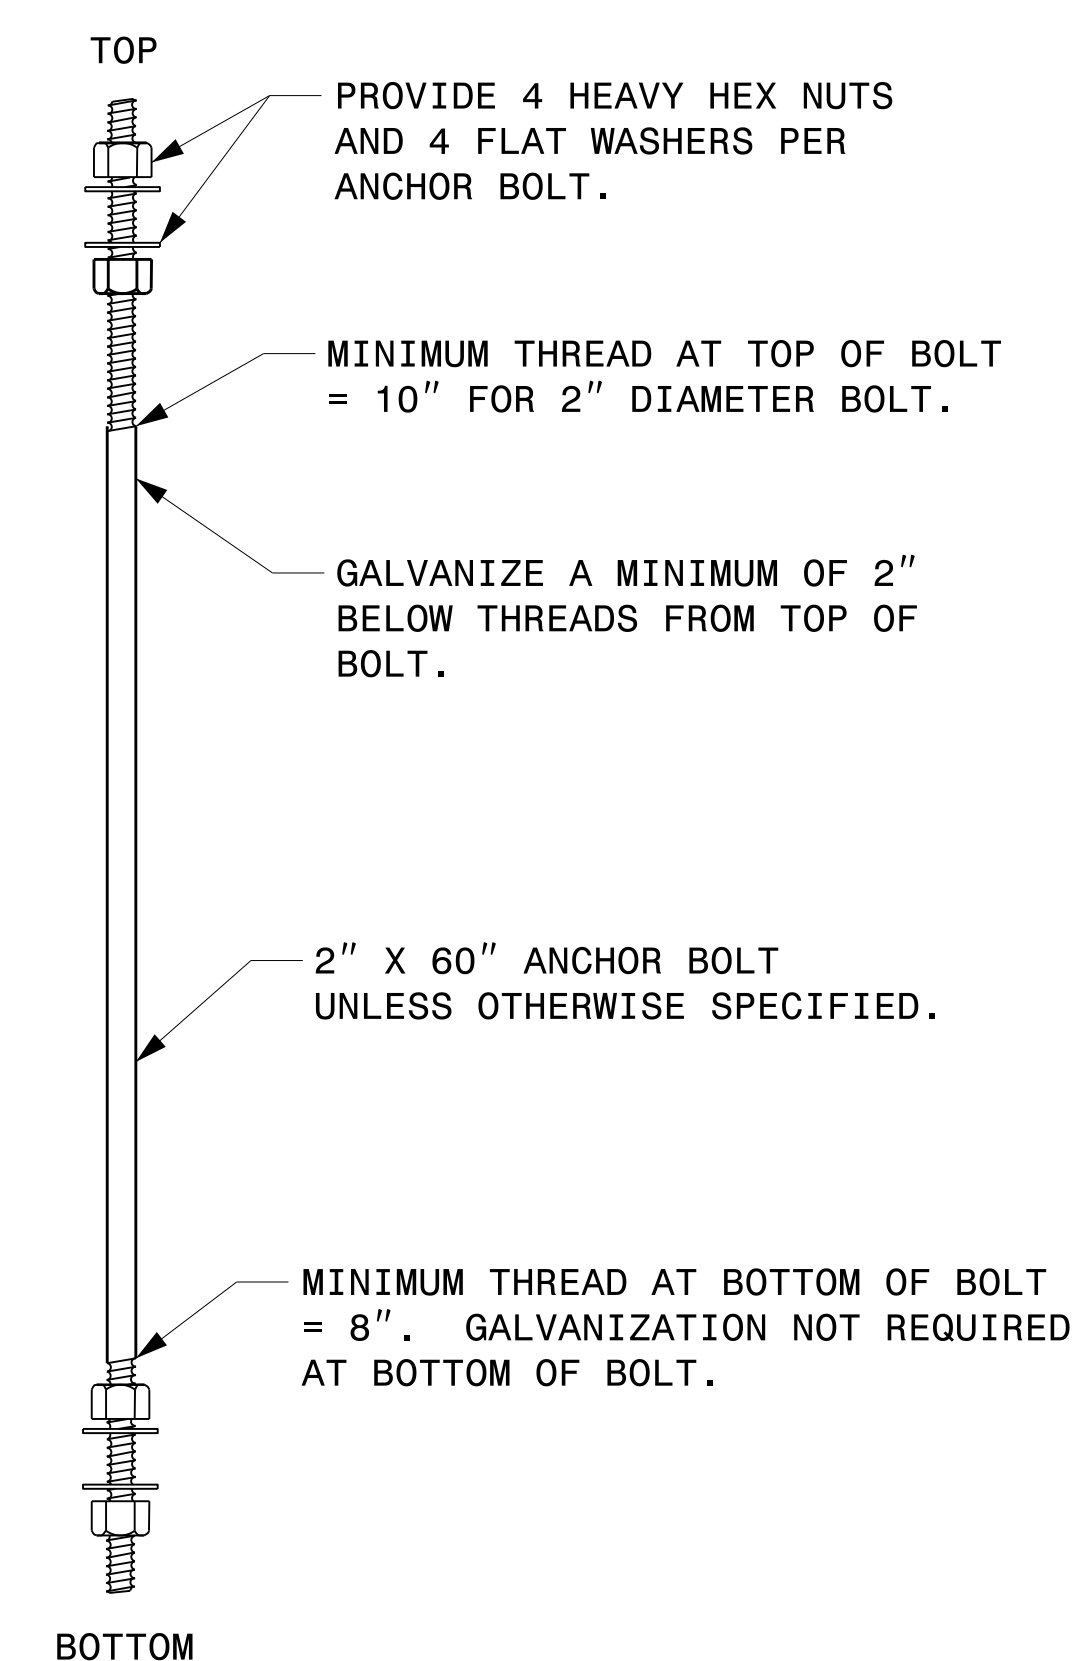 TOP
PROVIDE 4 HEAVY HEX NUTS
AND 4 FLAT WASHERS PER
ANCHOR BOLT.
MINIMUM THREAD AT TOP OF BOLT
= 10" FOR 2" DIAMETER BOLT.
GALVANIZE A MINIMUM OF 2"
BELOW THREADS FROM TOP OF
BOLT.
2" X 60" ANCHOR BOLT
UNLESS OTHERWISE SPECIFIED.
MINIMUM THREAD AT BOTTOM OF BOLT
= 8". GALVANIZATION NOT REQUIRED
AT BOTTOM OF BOLT.
BOTTOM